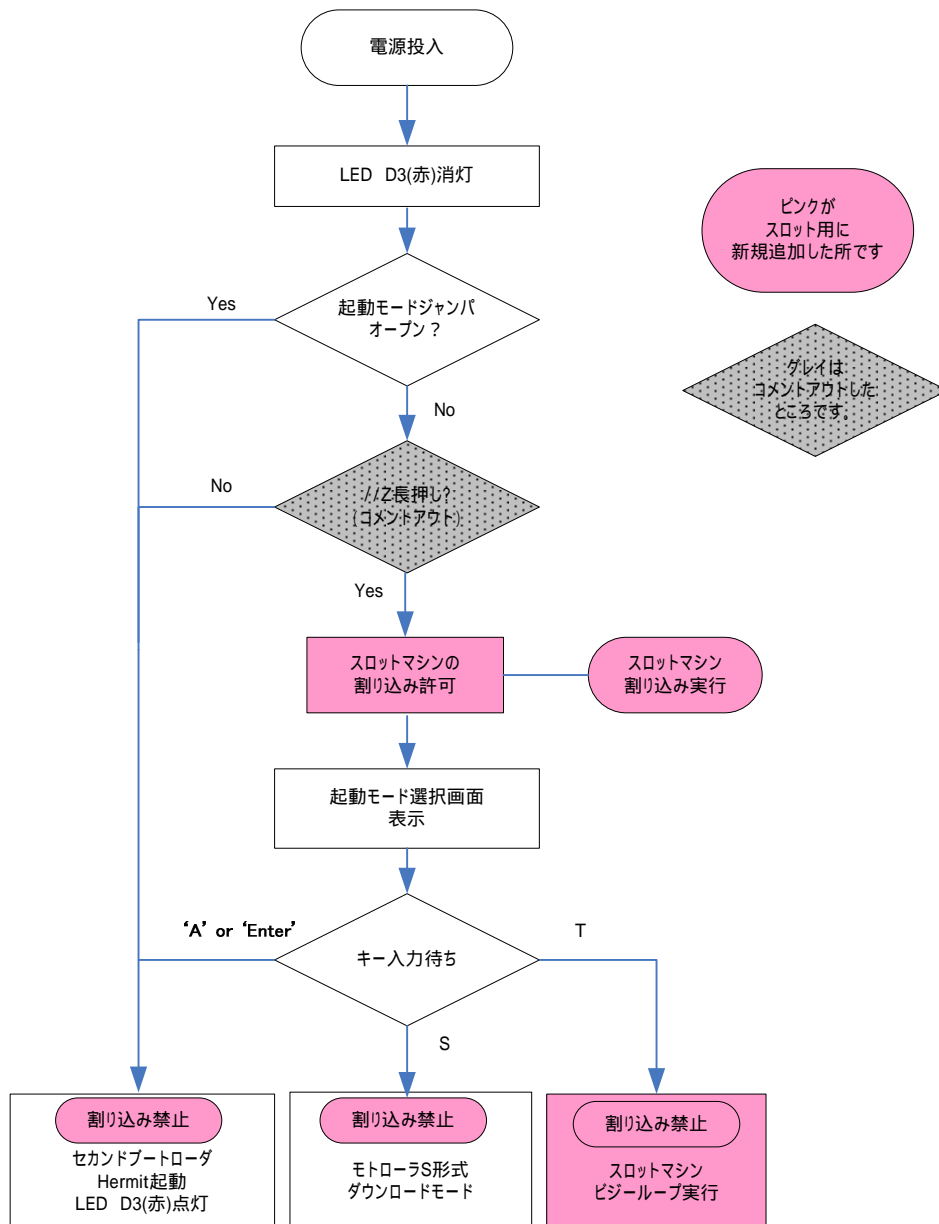 電源投入
LED D3(赤)消灯
ピンクが
スロット用に
新規追加した所です
起動モードジャンパ
オープン？
Yes
No
グレイは
コメントアウトした
ところです。
//Z長押し?
(コメントアウト)
No
Yes
スロットマシンの
割り込み許可
スロットマシン
割り込み実行
起動モード選択画面
表示
キー入力待ち
‘A’ or ‘Enter’
T
S
割り込み禁止
セカンドブートローダ
Hermit起動
LED D3(赤)点灯
割り込み禁止
モトローラS形式
ダウンロードモード
割り込み禁止
スロットマシン
ビジーループ実行